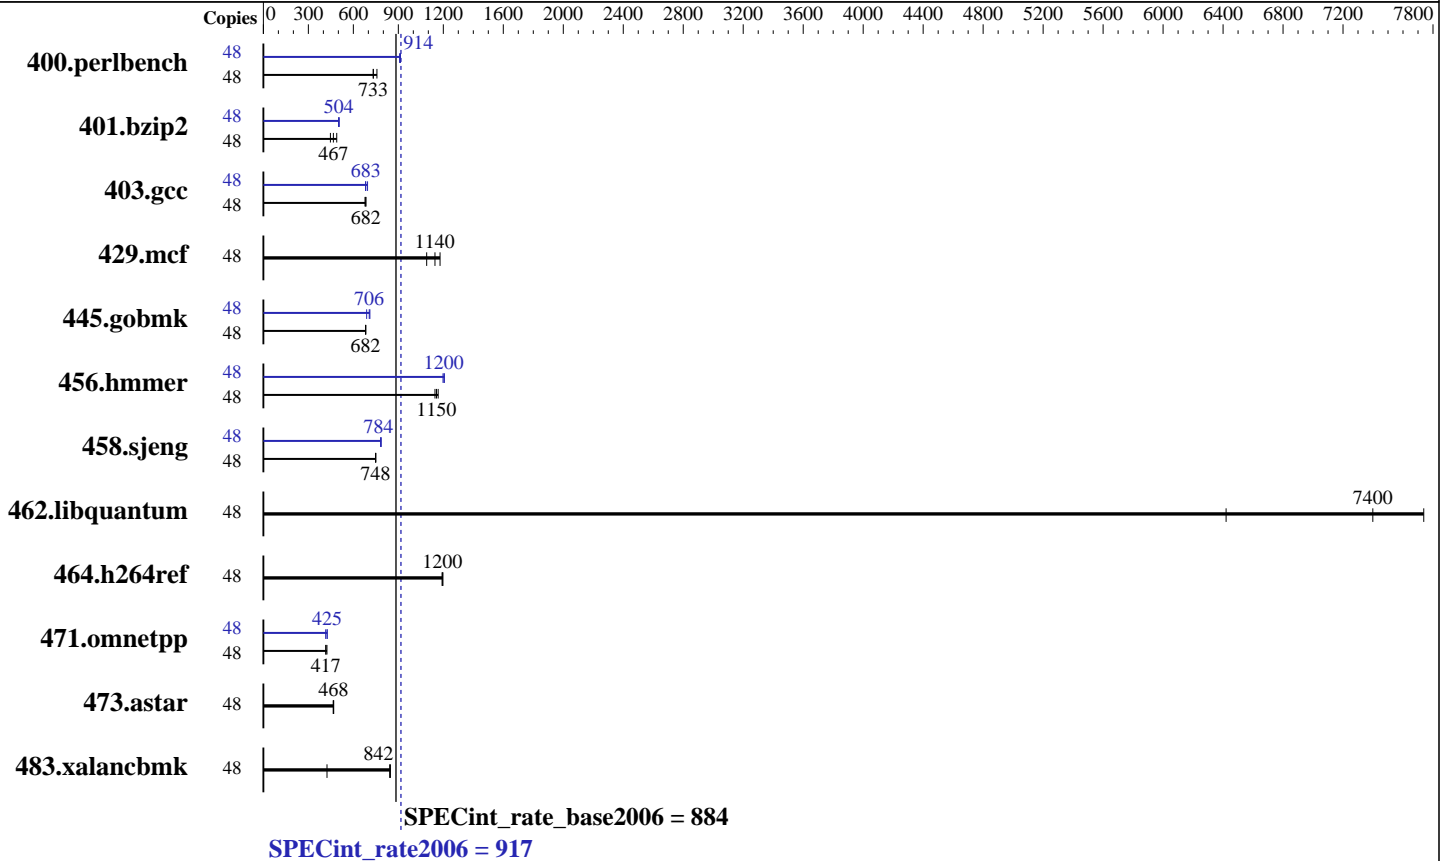 Copies 0 300 600 900 1200 1600 2000 2400 2800 3200 3600 4000 4400 4800 5200 5600 6000 6400 6800 7200 7800
400.perlbench 48 914
48 733
401.bzip2 48 504
48 467
403.gcc 48 683
48 682
429.mcf 48 1140
445.gobmk 48 706
48 682
456.hmmer 48 1200
48 1150
458.sjeng 48 784
48 748
462.libquantum 48 7400
464.h264ref 48 1200
471.omnetpp 48 425
48 417
473.astar 48 468
483.xalancbmk 48 842
SPECint_rate_base2006 = 884
SPECint_rate2006 = 917